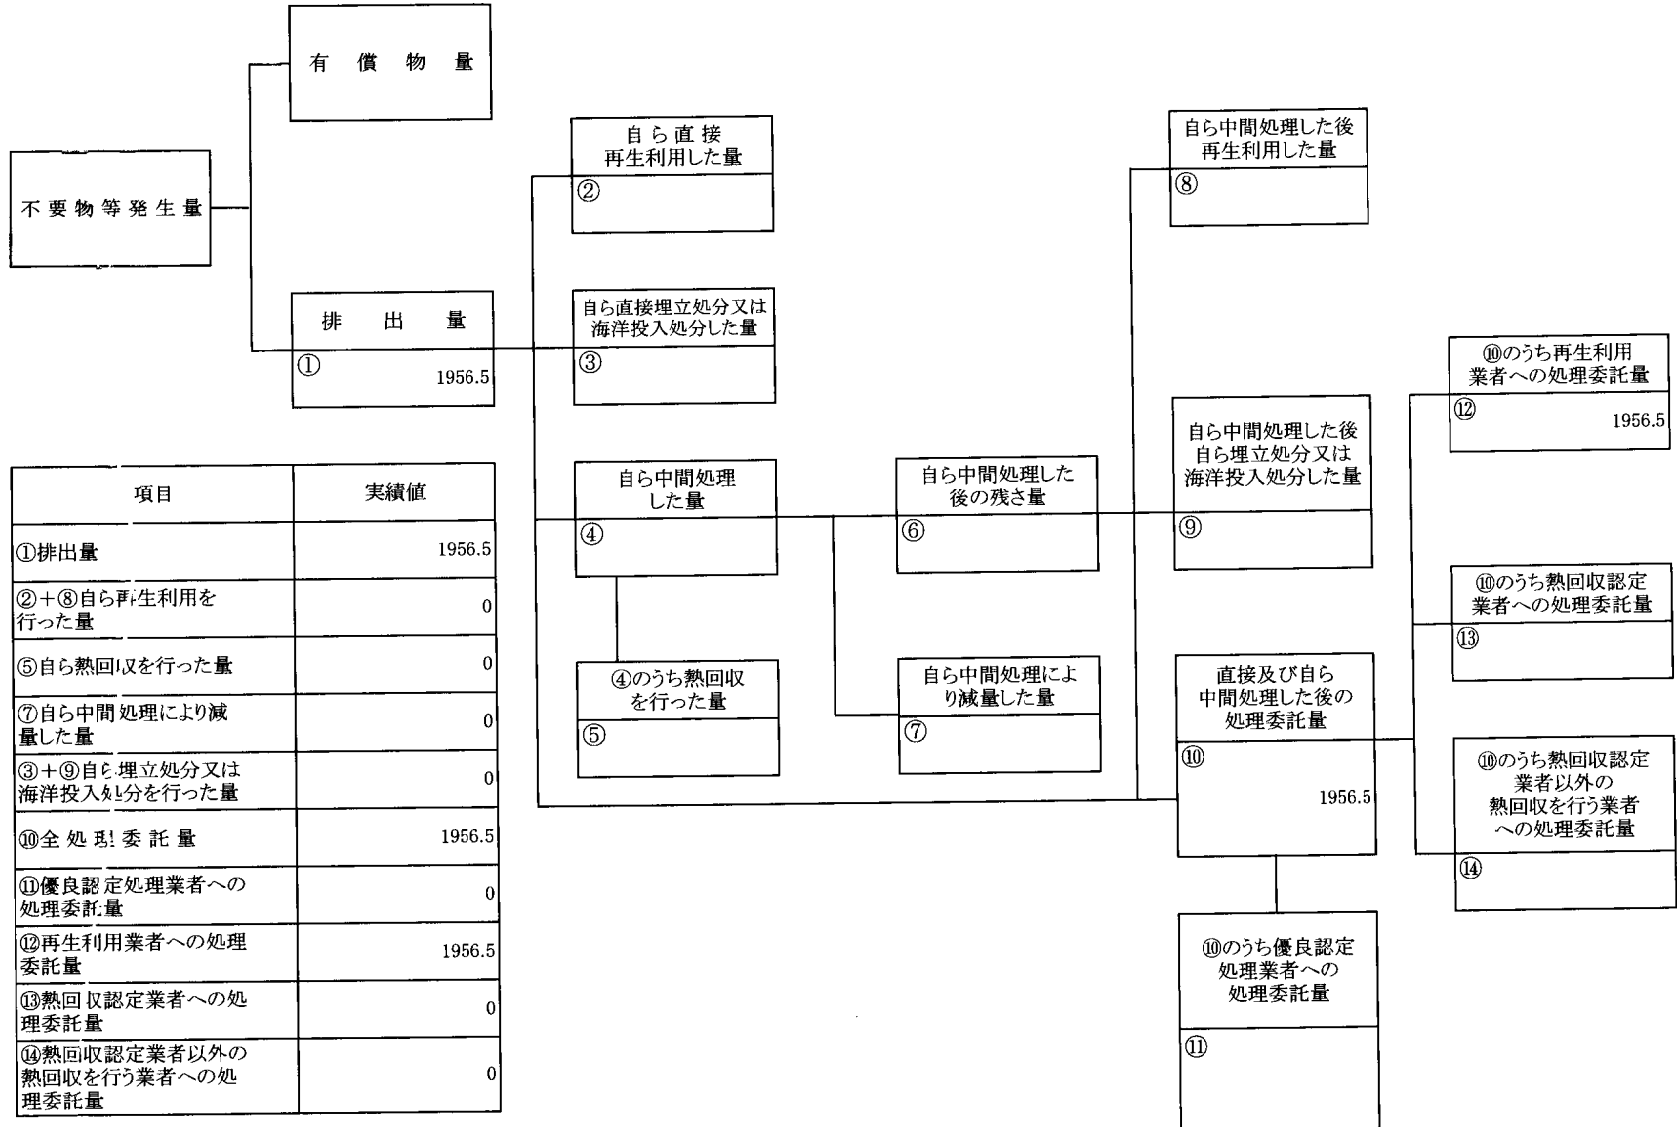 有償物量
不要物等発生量
排出量
①
1956.5
自ら直接
再生利用した量
②
自ら直接埋立処分又は
海洋投入処分した量
③
自ら中間処理
した量
④
④のうち熱回収
を行った量
⑤
自ら中間処理した
後の残さ量
⑥
自ら中間処理によ
り減量した量
⑦
自ら中間処理した後
再生利用した量
⑧
自ら中間処理した後
自ら埋立処分又は
海洋投入処分した量
⑨
直接及び自ら
中間処理した後の
処理委託量
⑩
1956.5
⑩のうち優良認定
処理業者への
処理委託量
⑪
⑩のうち再生利用
業者への処理委託量
⑫
1956.5
⑩のうち熱回収認定
業者への処理委託量
⑬
⑩のうち熱回収認定
業者以外の
熱回収を行う業者
への処理委託量
⑭
項目 実績値
①排出量 1956.5
②+⑧自ら再生利用を
行った量 0
⑤自ら熱回収を行った量 0
⑦自ら中間処理により減
量した量 0
③+⑨自ら埋立処分又は
海洋投入処分を行った量 0
⑩全処理委託量 1956.5
⑪優良認定処理業者への
処理委託量 0
⑫再生利用業者への処理
委託量 1956.5
⑬熱回収認定業者への処
理委託量 0
⑭熱回収認定業者以外の
熱回収を行う業者への処
理委託量 0